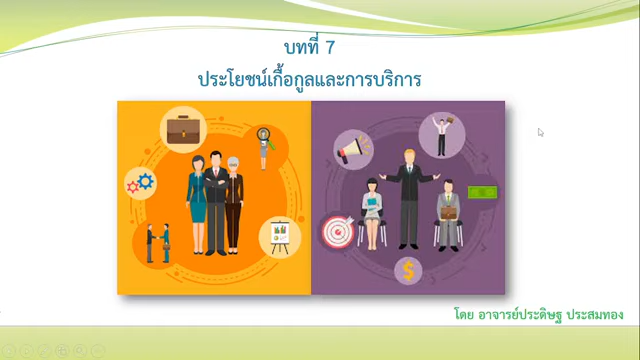 บทที่ 7
ประโยชน์เกื้อกูลและการบริการ
$
โดย อาจารย์ประดิษฐ ประสมทอง